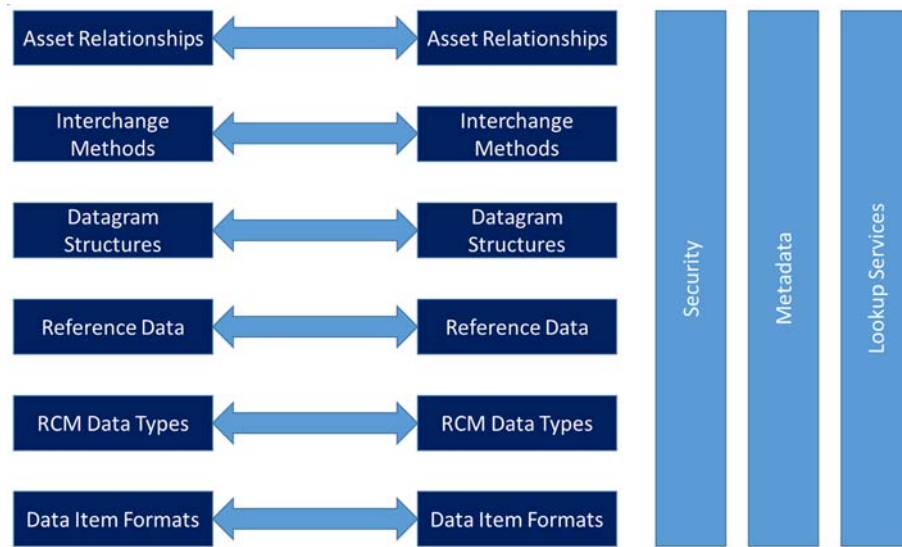 Asset Relationships
Asset Relationships
Interchange
Methods
Interchange
Methods
Datagram
Structures
Datagram
Structures
Reference Data
Reference Data
RCM Data Types
RCM Data Types
Data Item Formats
Data Item Formats
Security
Metadata
Lookup Services